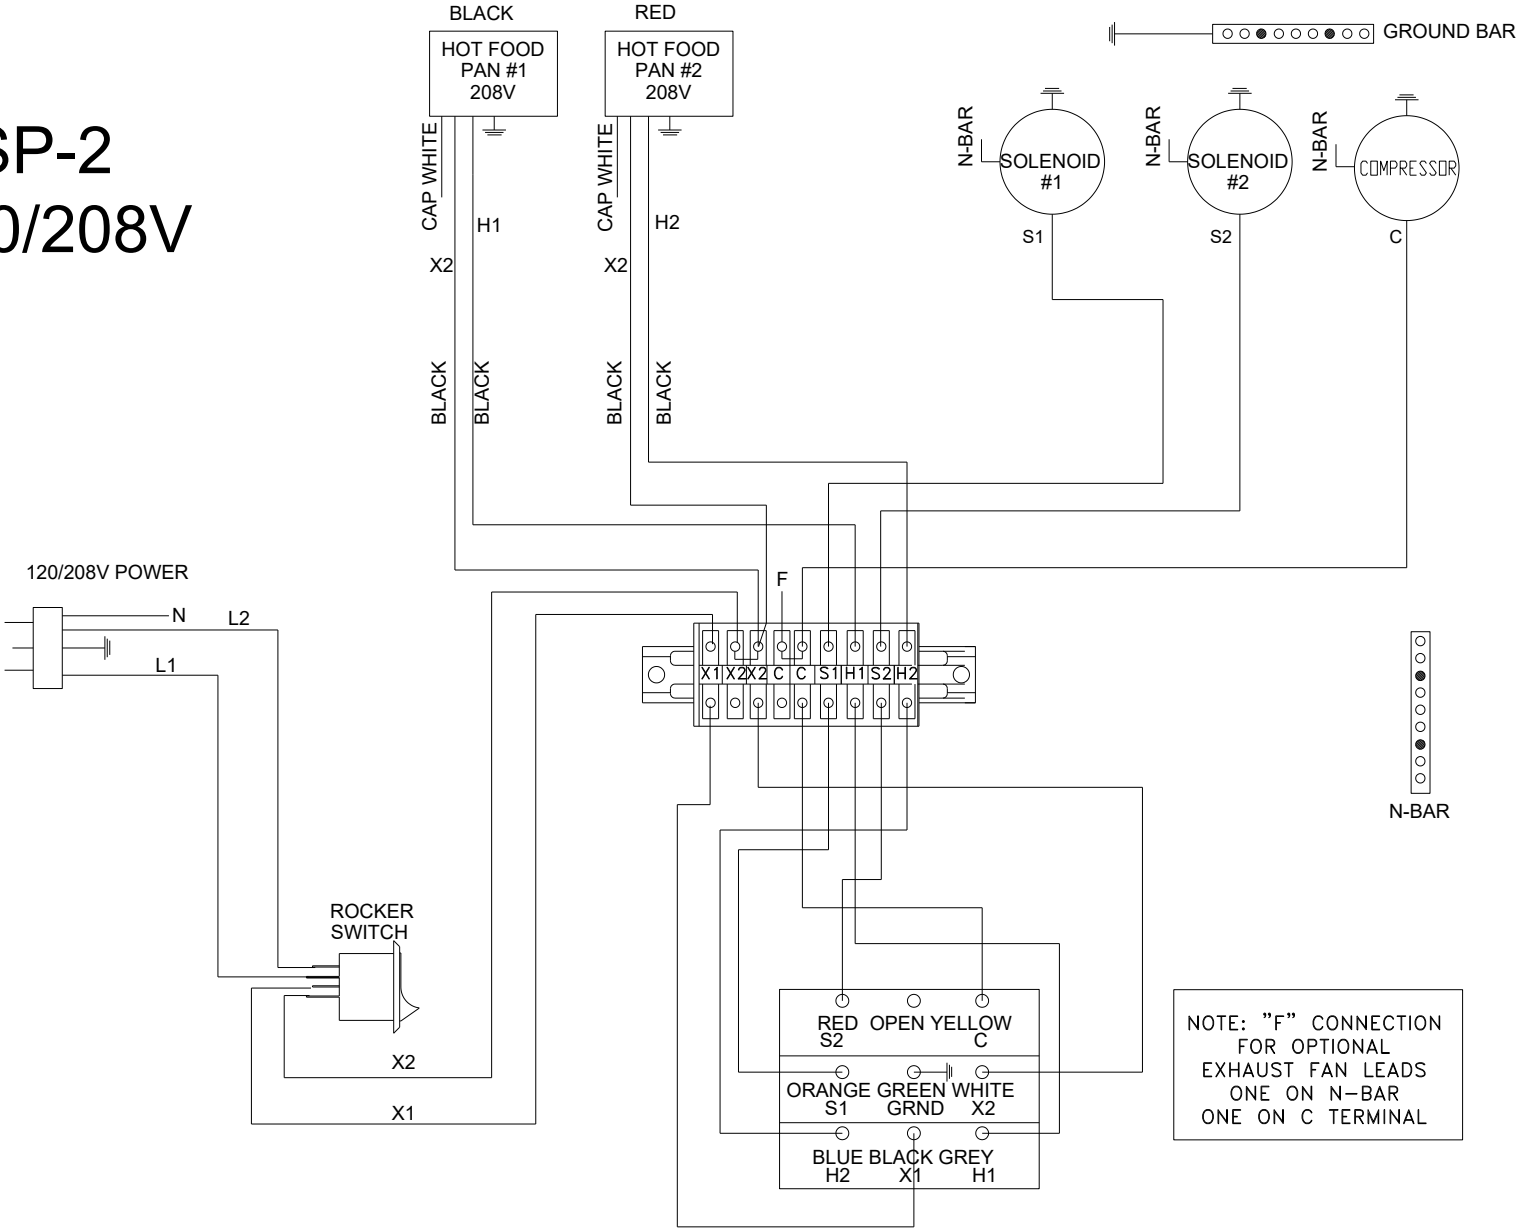 BLACK
RED
HOT FOOD
PAN #1
208V
HOT FOOD
PAN #2
208V
GROUND BAR
SP-2
0/208V
CAP WHITE
CAP WHITE
N-BAR
SOLENOID
#1
N-BAR
SOLENOID
#2
N-BAR
COMPRESSOR
H1
H2
X2
X2
S1
S2
C
BLACK
BLACK
BLACK
BLACK
120/208V POWER
N
L2
L1
F
X1 X2 X2 C C S1 H1 S2 H2
N-BAR
ROCKER
SWITCH
X2
X1
RED OPEN YELLOW
S2 C
ORANGE GREEN WHITE
S1 GRND X2
BLUE BLACK GREY
H2 X1 H1
NOTE: "F" CONNECTION
FOR OPTIONAL
EXHAUST FAN LEADS
ONE ON N-BAR
ONE ON C TERMINAL